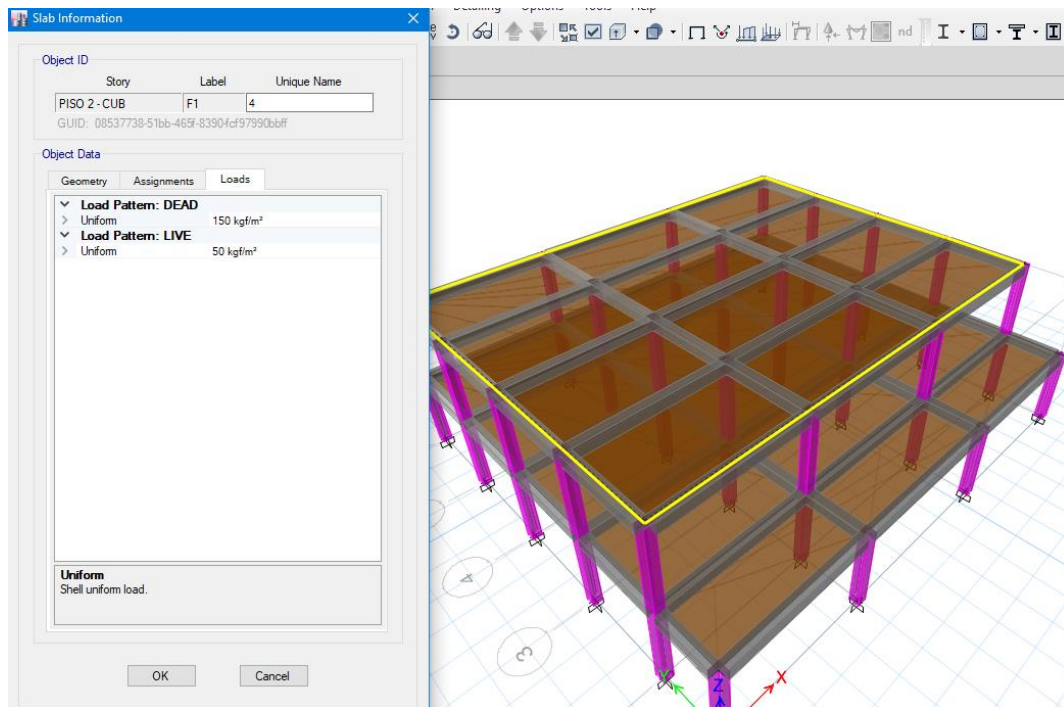 Slab Information
Detailing Options Tools Help
nd
Object ID
Story Label Unique Name
PISO 2 - CUB F1 4
GUID: 08537738-51bb-465f-8390-fcf97990bbff
Object Data
Geometry Assignments Loads
Load Pattern: DEAD
Uniform 150 kgf/m²
Load Pattern: LIVE
Uniform 50 kgf/m²
Uniform
Shell uniform load.
OK Cancel
4
3
Y Z X